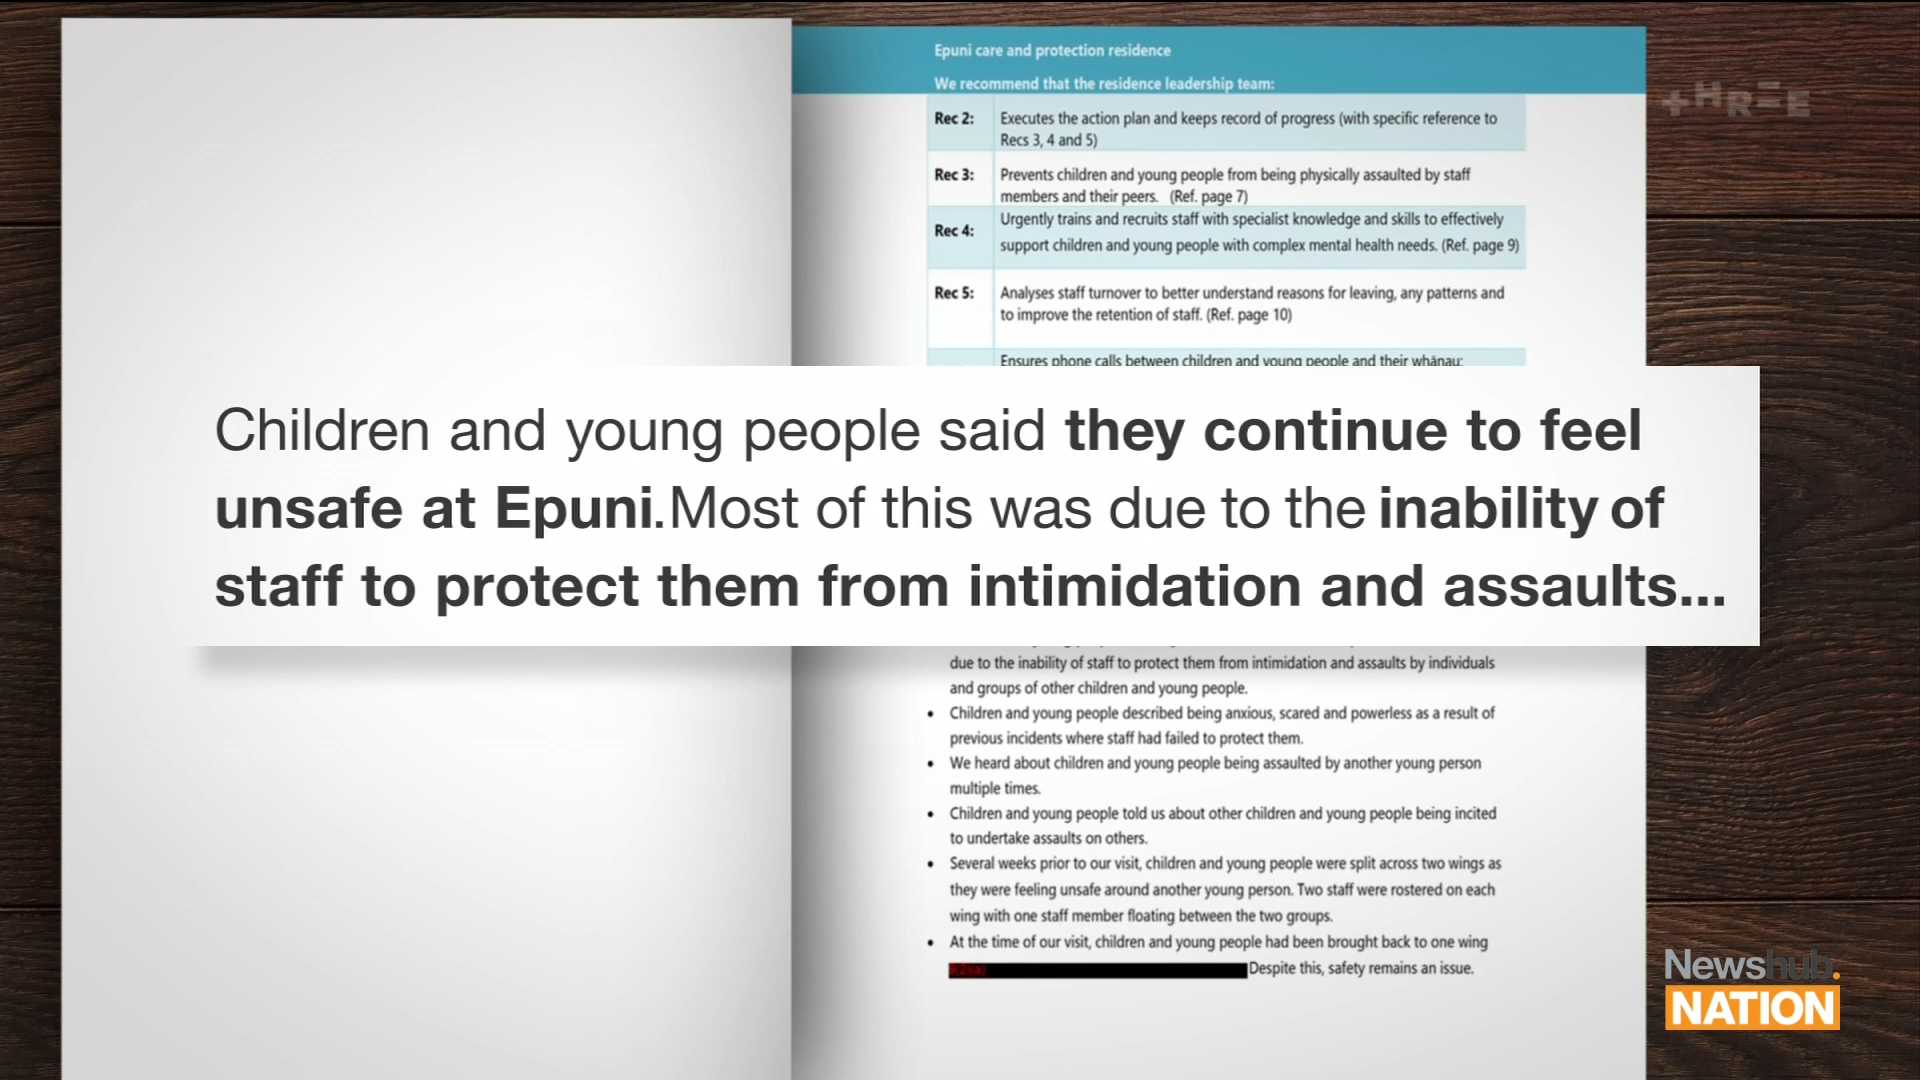 Epuni care and protection residence
We recommend that the residence leadership team:
THREE
Rec 2: Executes the action plan and keeps record of progress (with specific reference to
Recs 3, 4 and 5)
Rec 3: Prevents children and young people from being physically assaulted by staff
members and their peers. (Ref. page 7)
Rec 4: Urgently trains and recruits staff with specialist knowledge and skills to effectively
support children and young people with complex mental health needs. (Ref. page 9)
Rec 5: Analyses staff turnover to better understand reasons for leaving, any patterns and
to improve the retention of staff. (Ref. page 10)
Ensures phone calls between children and young people and their whānau:
Children and young people said they continue to feel
unsafe at Epuni.Most of this was due to the inability of
staff to protect them from intimidation and assaults...
due to the inability of staff to protect them from intimidation and assaults by individuals
and groups of other children and young people.
• Children and young people described being anxious, scared and powerless as a result of
previous incidents where staff had failed to protect them.
• We heard about children and young people being assaulted by another young person
multiple times.
• Children and young people told us about other children and young people being incited
to undertake assaults on others.
• Several weeks prior to our visit, children and young people were split across two wings as
they were feeling unsafe around another young person. Two staff were rostered on each
wing with one staff member floating between the two groups.
• At the time of our visit, children and young people had been brought back to one wing
Despite this, safety remains an issue.
Newshub.
NATION